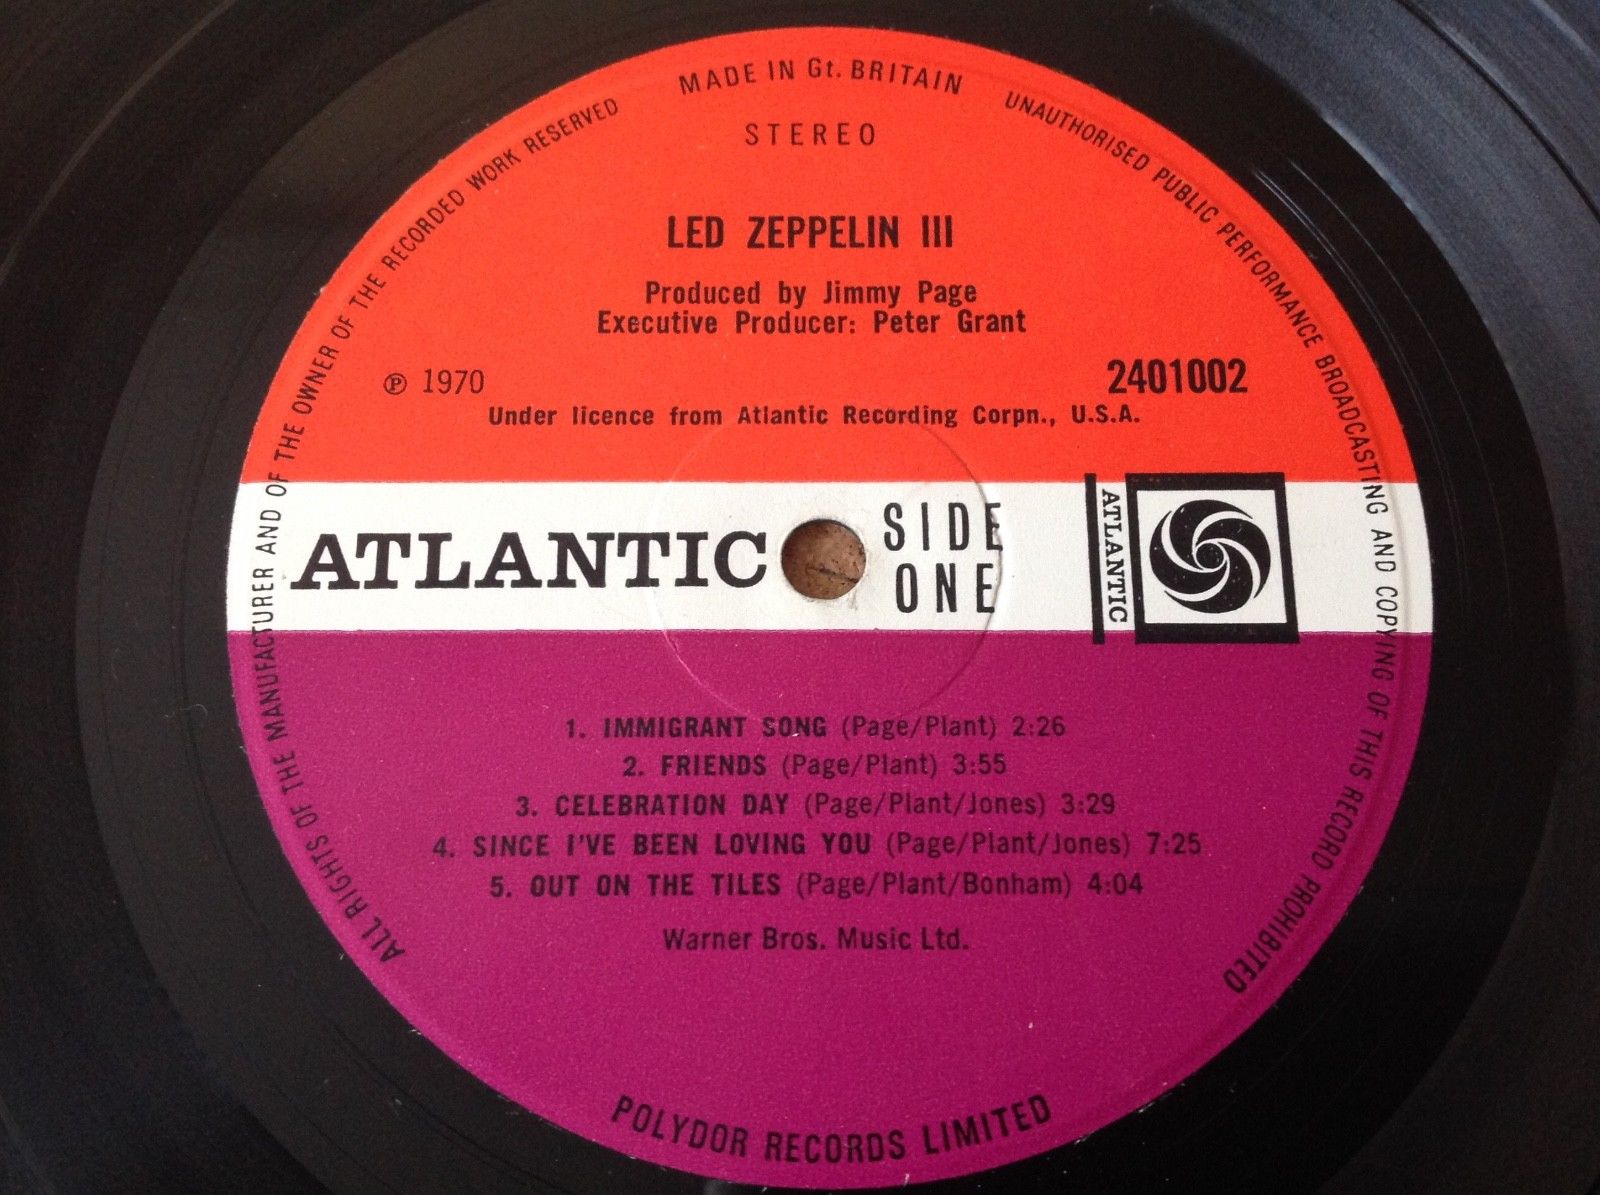 MADE IN Gt. BRITAIN
ALL RIGHTS OF THE MANUFACTURER AND OF THE OWNER OF THE RECORDED WORK RESERVED
UNAUTHORISED PUBLIC PERFORMANCE BROADCASTING AND COPYING OF THIS RECORD PROHIBITED
STEREO
LED ZEPPELIN III
Produced by Jimmy Page
Executive Producer: Peter Grant
℗ 1970
2401002
Under licence from Atlantic Recording Corpn., U.S.A.
ATLANTIC
SIDE
ONE
ATLANTIC
1. IMMIGRANT SONG (Page/Plant) 2:26
2. FRIENDS (Page/Plant) 3:55
3. CELEBRATION DAY (Page/Plant/Jones) 3:29
4. SINCE I'VE BEEN LOVING YOU (Page/Plant/Jones) 7:25
5. OUT ON THE TILES (Page/Plant/Bonham) 4:04
Warner Bros. Music Ltd.
POLYDOR RECORDS LIMITED